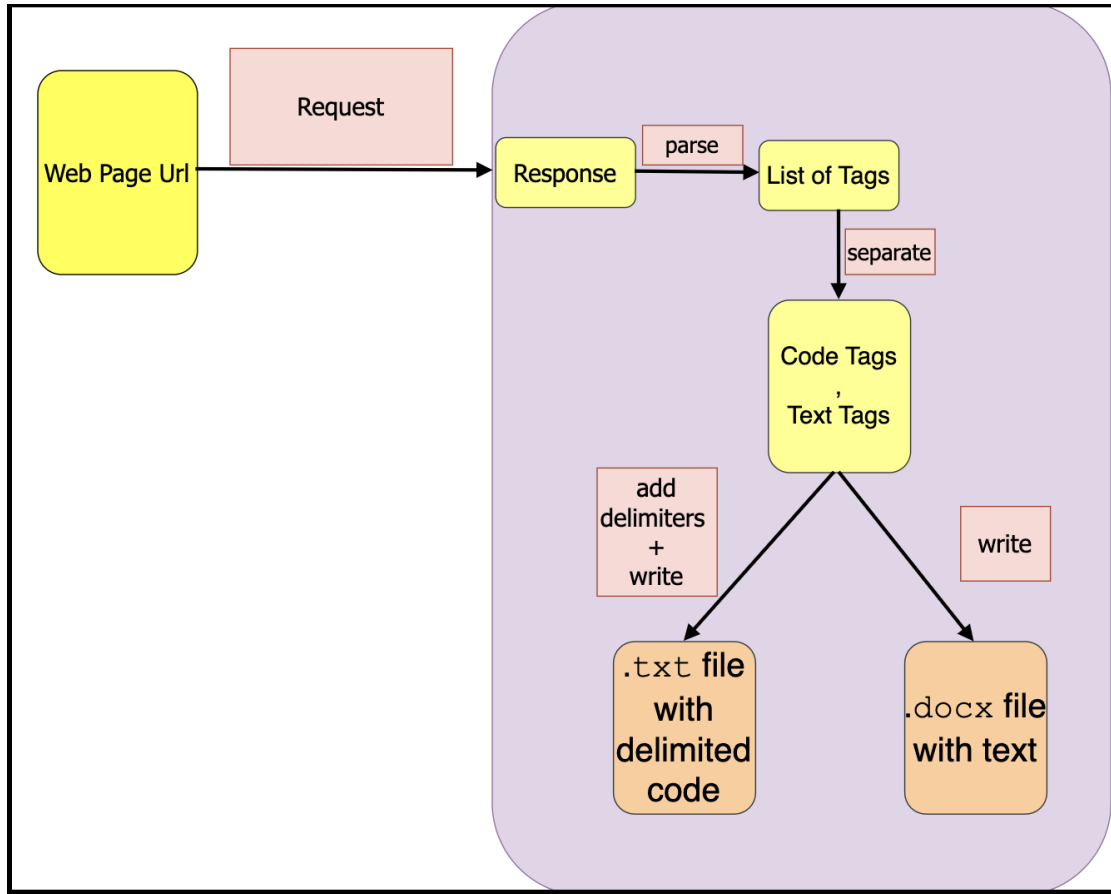 Request
Web Page Url
Response
parse
List of Tags
separate
Code Tags
,
Text Tags
add
delimiters
+
write
write
.txt file
with
delimited
code
.docx file
with text